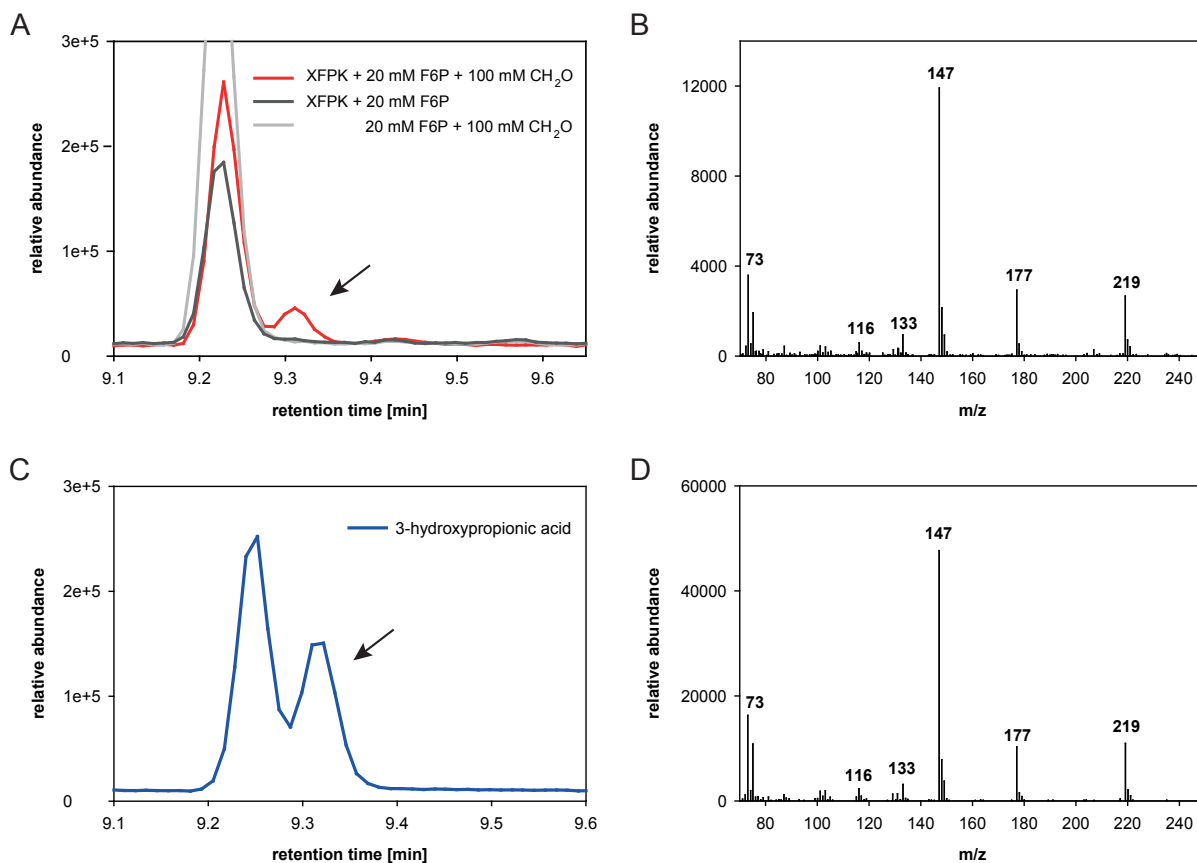 A
3e+5
2e+5
1e+5
0
relative abundance
XFPK + 20 mM F6P + 100 mM CH₂O
XFPK + 20 mM F6P
20 mM F6P + 100 mM CH₂O
9.1 9.2 9.3 9.4 9.5 9.6
retention time [min]
B
12000
8000
4000
0
relative abundance
73
116
133
147
177
219
80 100 120 140 160 180 200 220 240
m/z
C
3e+5
2e+5
1e+5
0
relative abundance
3-hydroxypropionic acid
9.1 9.2 9.3 9.4 9.5 9.6
retention time [min]
D
60000
40000
20000
0
relative abundance
73
116
133
147
177
219
80 100 120 140 160 180 200 220 240
m/z